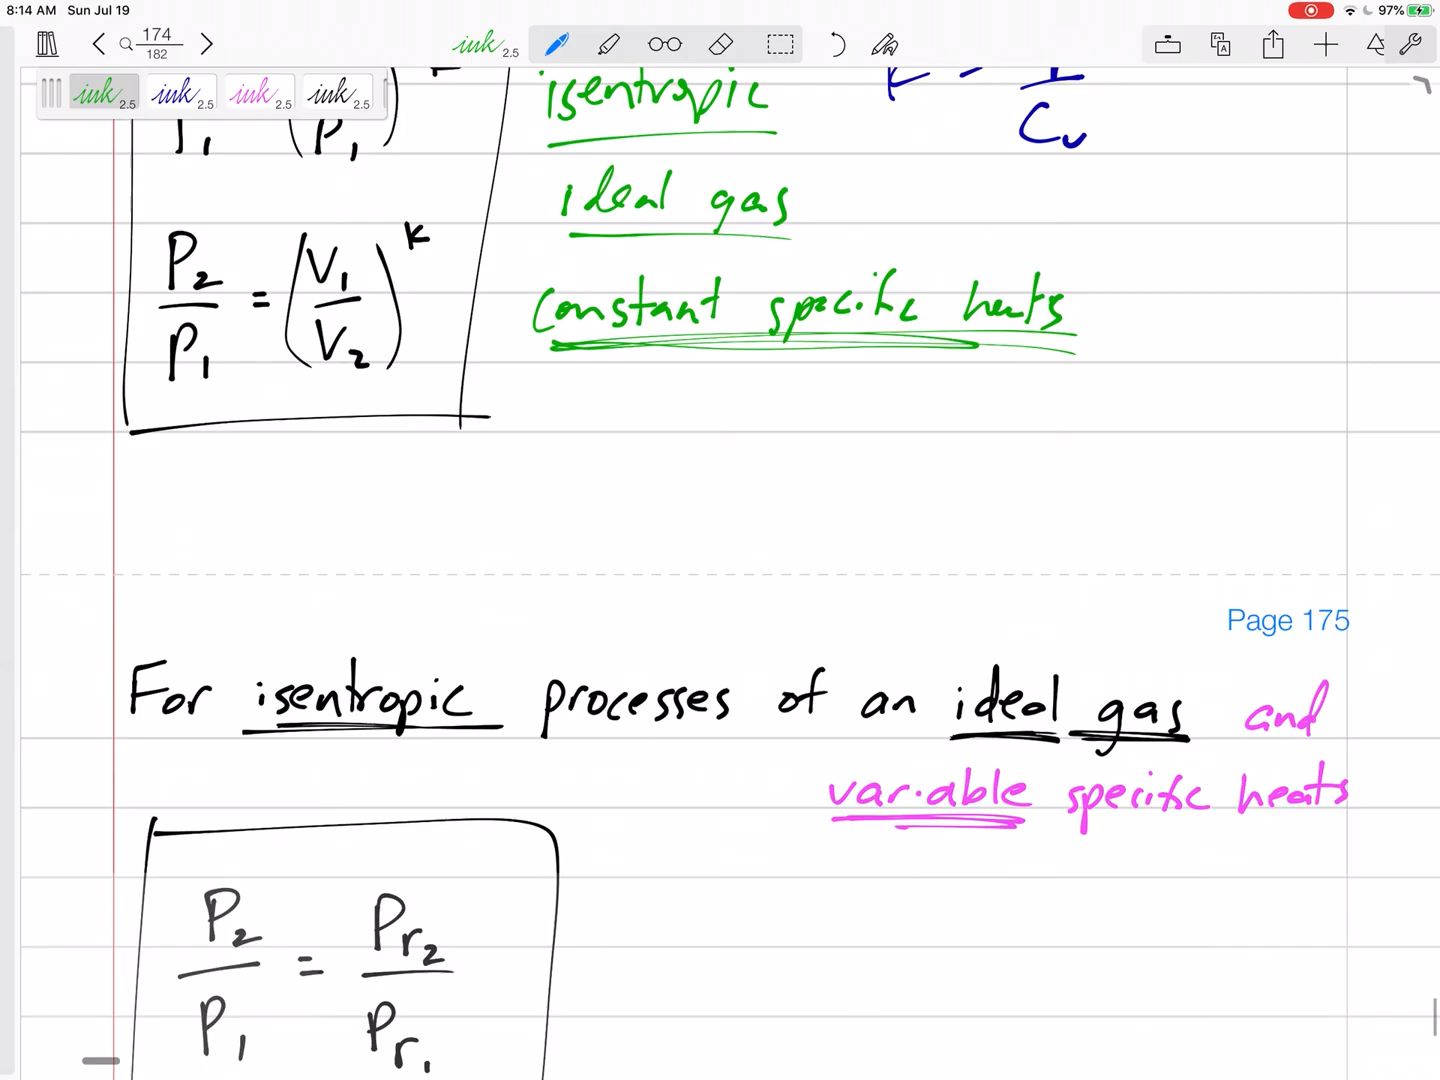 8:14 AM Sun Jul 19
97%
174
182
ink 2.5
ink 2.5 ink 2.5 ink 2.5 ink 2.5
isentropic
Cv
P1
ideal gas
P2/P1 = (V1/V2)^k
constant specific heats
Page 175
For isentropic processes of an ideal gas and
variable specific heats
P2/P1 = Pr2/Pr1